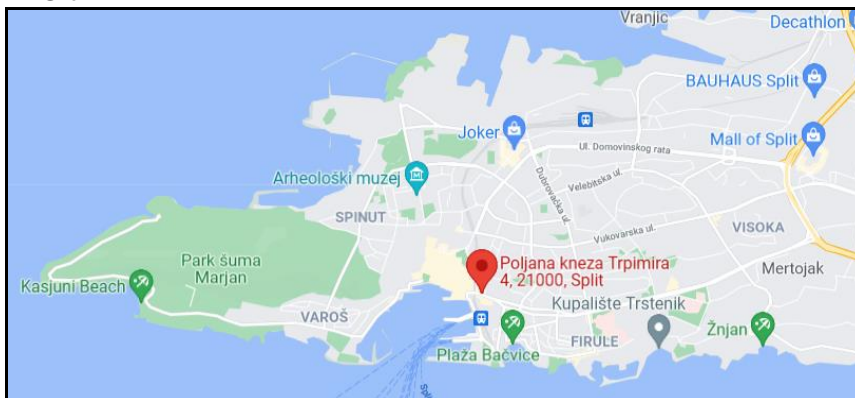 Vranjic
Decathlon
BAUHAUS Split
Joker
Mall of Split
Ul. Domovinskog rata
Arheološki muzej
Dubrovačka ul.
Velebitska ul.
SPINUT
Vukovarska ul.
VISOKA
Park šuma
Marjan
Poljana kneza Trpimira
4, 21000, Split
Mertojak
Kasjuni Beach
Kupalište Trstenik
VAROŠ
Žnjan
FIRULE
Plaža Bačvice